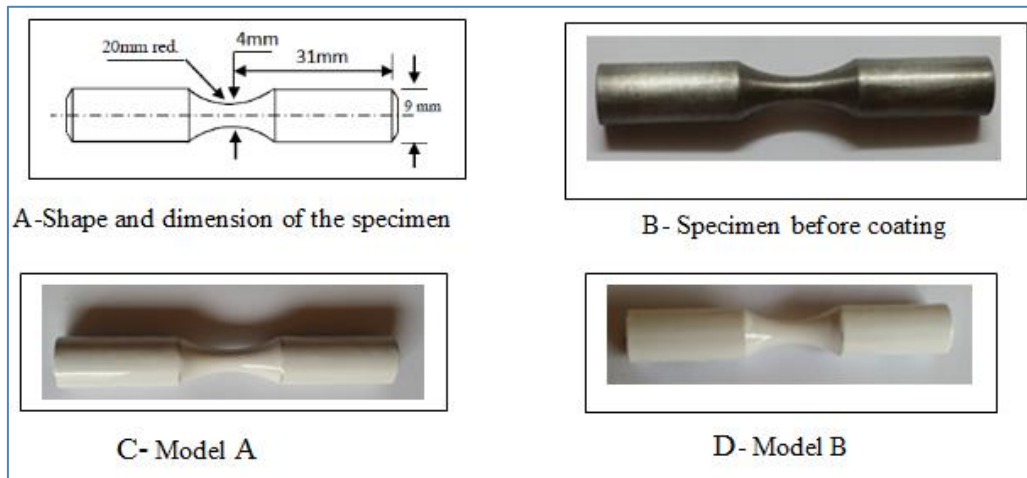 20mm red.
4mm
31mm
9 mm
A-Shape and dimension of the specimen
B- Specimen before coating
C- Model A
D- Model B